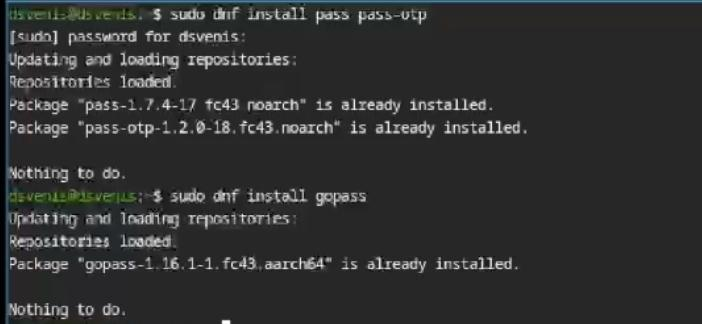 dsvenis@dsvenis:~$ sudo dnf install pass pass-otp
[sudo] password for dsvenis:
Updating and loading repositories:
Repositories loaded.
Package "pass-1.7.4-17.fc43.noarch" is already installed.
Package "pass-otp-1.2.0-18.fc43.noarch" is already installed.
Nothing to do.
dsvenis@dsvenis:~$ sudo dnf install gopass
Updating and loading repositories:
Repositories loaded.
Package "gopass-1.16.1-1.fc43.aarch64" is already installed.
Nothing to do.